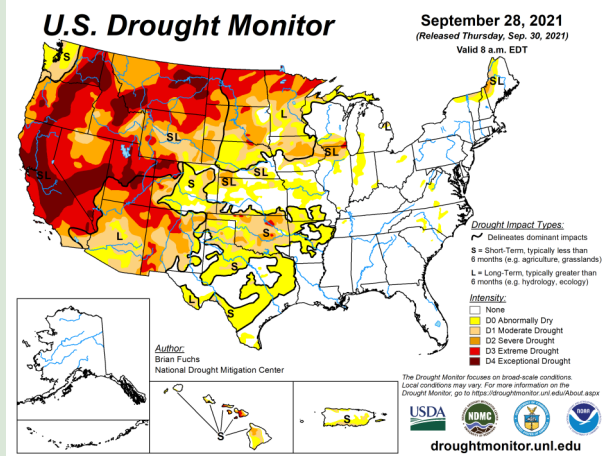 U.S. Drought Monitor
September 28, 2021
(Released Thursday, Sep. 30, 2021)
Valid 8 a.m. EDT
S
SL
L
SL
SL
SL
S
SL
SL
L
S
S
L
S
Drought Impact Types:
Delineates dominant impacts
S = Short-Term, typically less than
6 months (e.g. agriculture, grasslands)
L = Long-Term, typically greater than
6 months (e.g. hydrology, ecology)
Intensity:
None
D0 Abnormally Dry
D1 Moderate Drought
D2 Severe Drought
D3 Extreme Drought
D4 Exceptional Drought
Author:
Brian Fuchs
National Drought Mitigation Center
S
S
The Drought Monitor focuses on broad-scale conditions.
Local conditions may vary. For more information on the
Drought Monitor, go to https://droughtmonitor.unl.edu/About.aspx
USDA
NDMC
NOAA
droughtmonitor.unl.edu